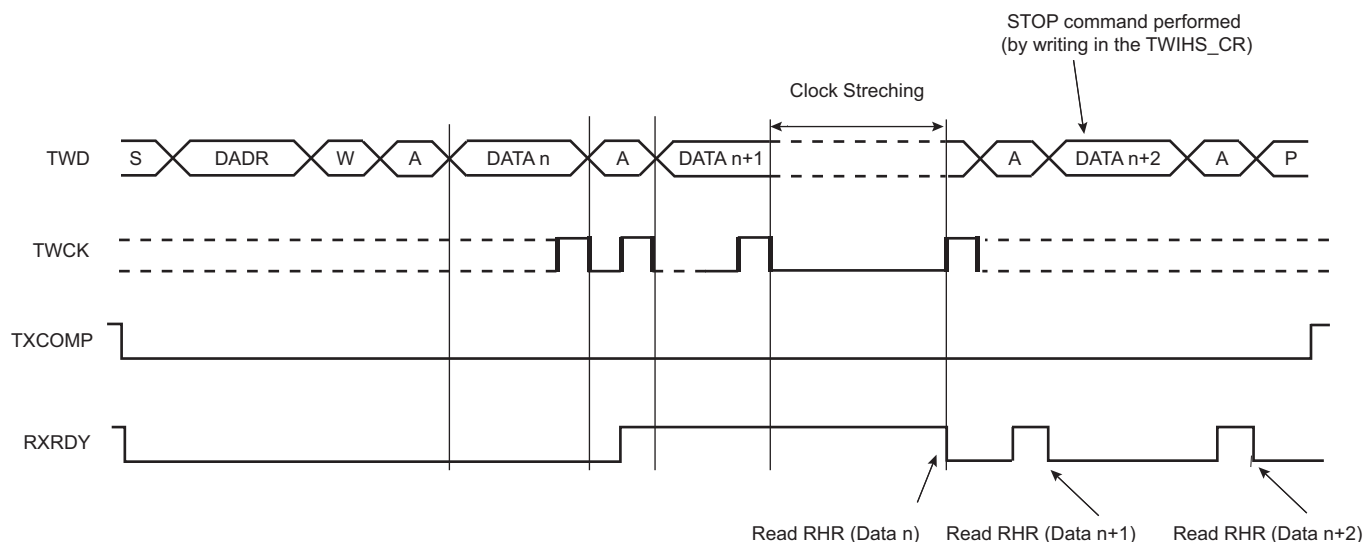 STOP command performed
(by writing in the TWIHS_CR)
Clock Streching
TWD S DADR W A DATA n A DATA n+1 A DATA n+2 A P
TWCK
TXCOMP
RXRDY
Read RHR (Data n) Read RHR (Data n+1) Read RHR (Data n+2)